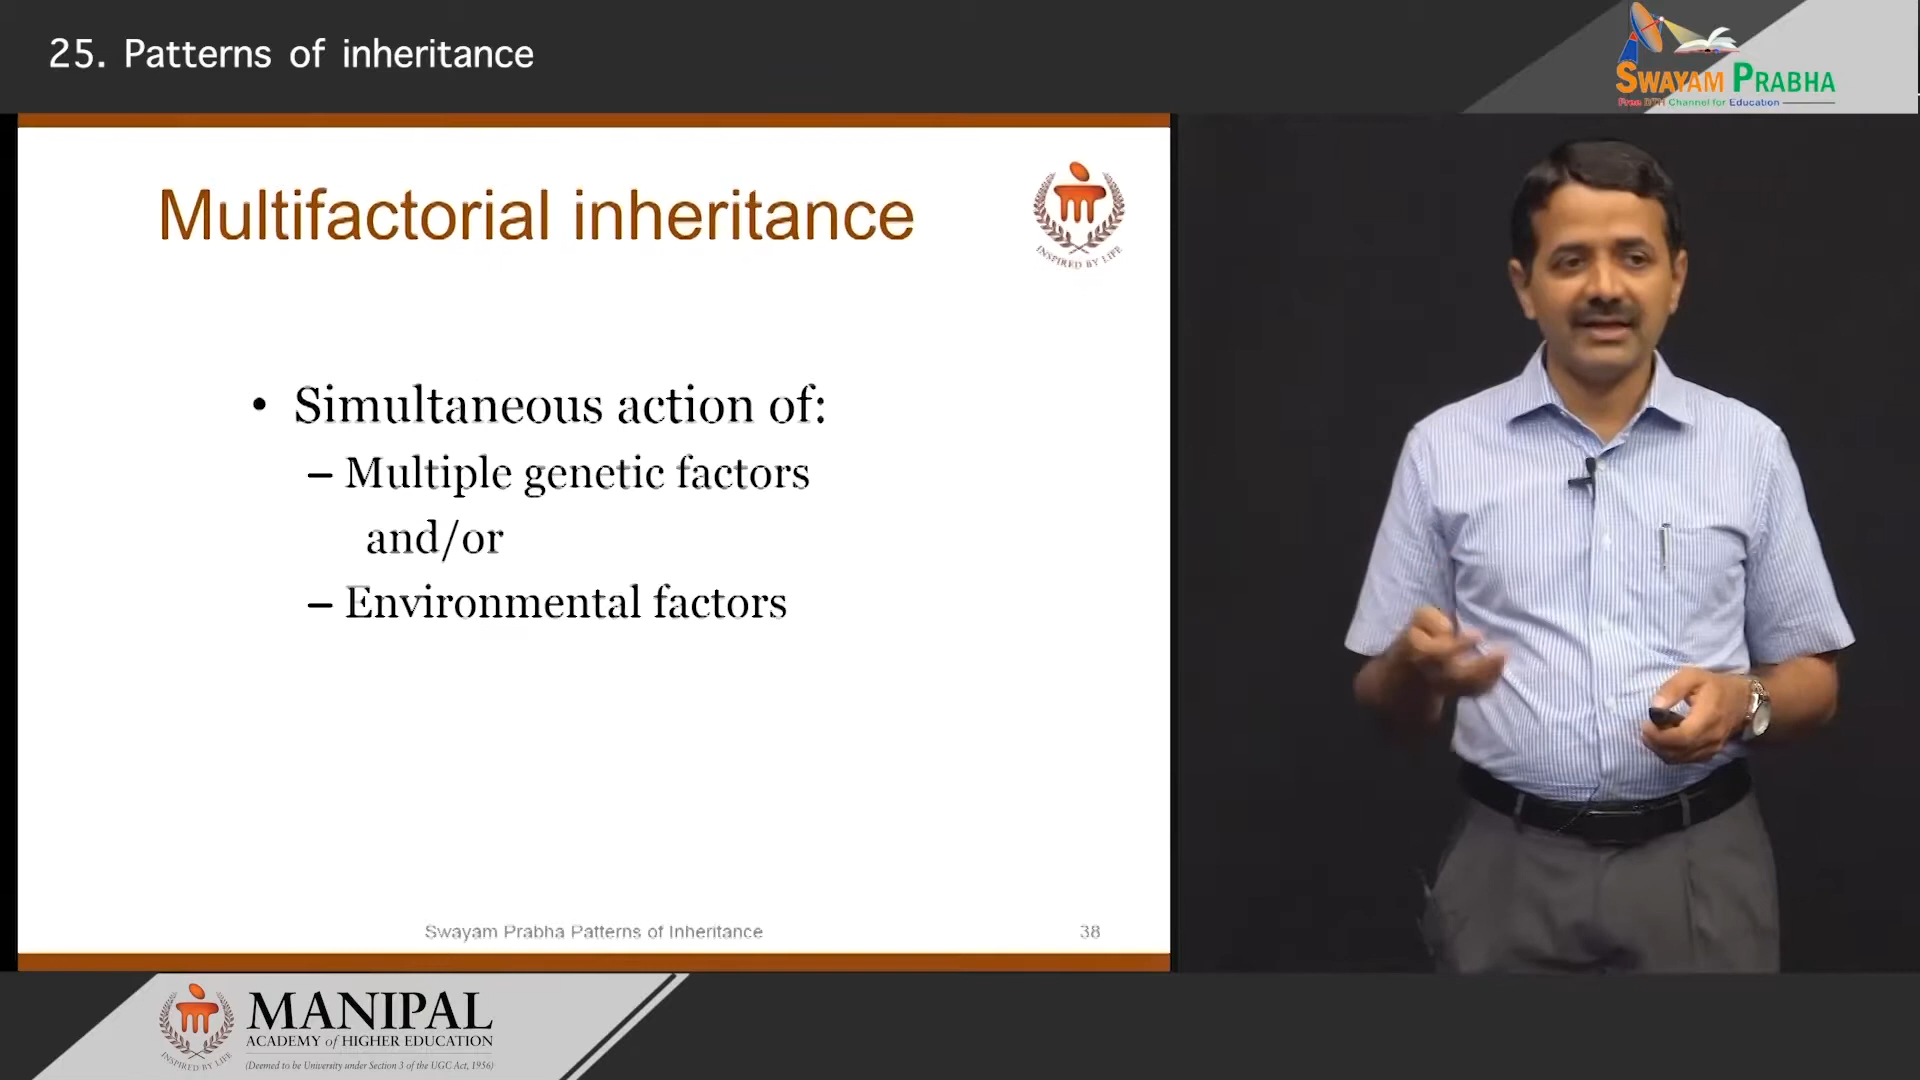 25. Patterns of inheritance
SWAYAM PRABHA
Free DTH Channel for Education
Multifactorial inheritance
INSPIRED BY LIFE
• Simultaneous action of:
– Multiple genetic factors
and/or
– Environmental factors
Swayam Prabha Patterns of Inheritance
38
MANIPAL
ACADEMY of HIGHER EDUCATION
(Deemed to be University under Section 3 of the UGC Act, 1956)
INSPIRED BY LIFE